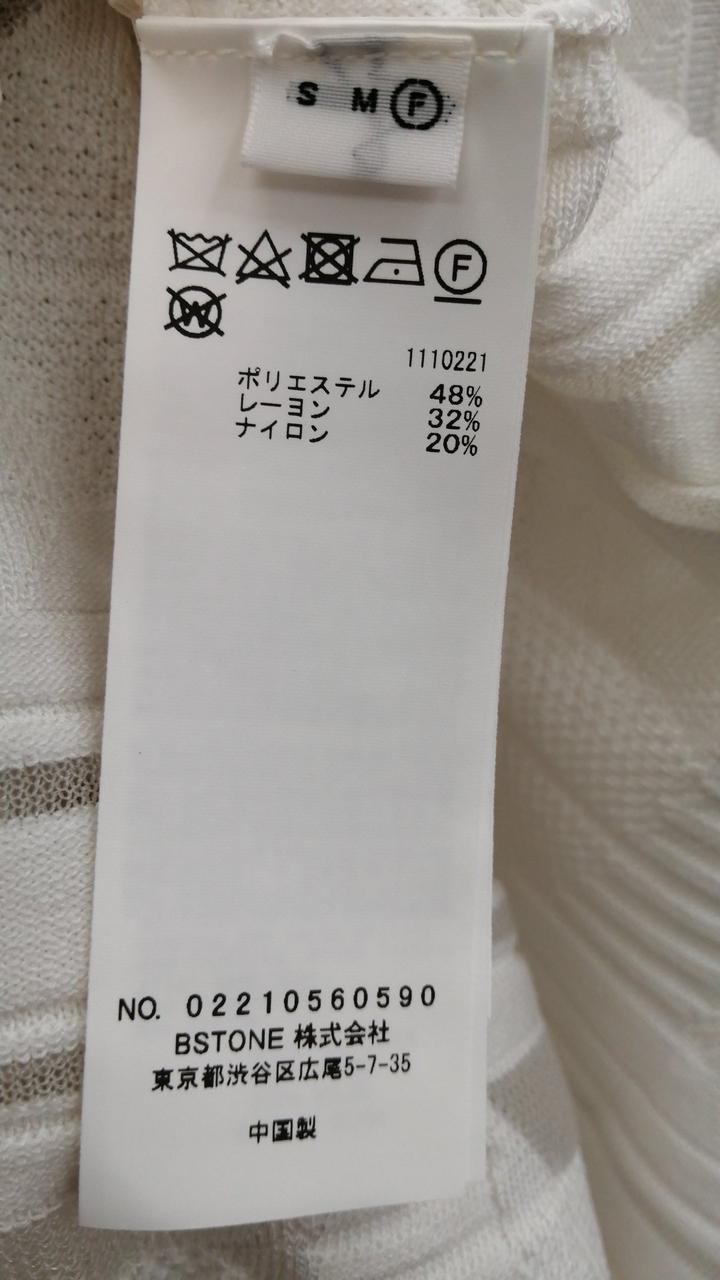 S M F
F
W
1110221
ポリエステル 48%
レーヨン 32%
ナイロン 20%
NO. 02210560590
BSTONE 株式会社
東京都渋谷区広尾5-7-35
中国製